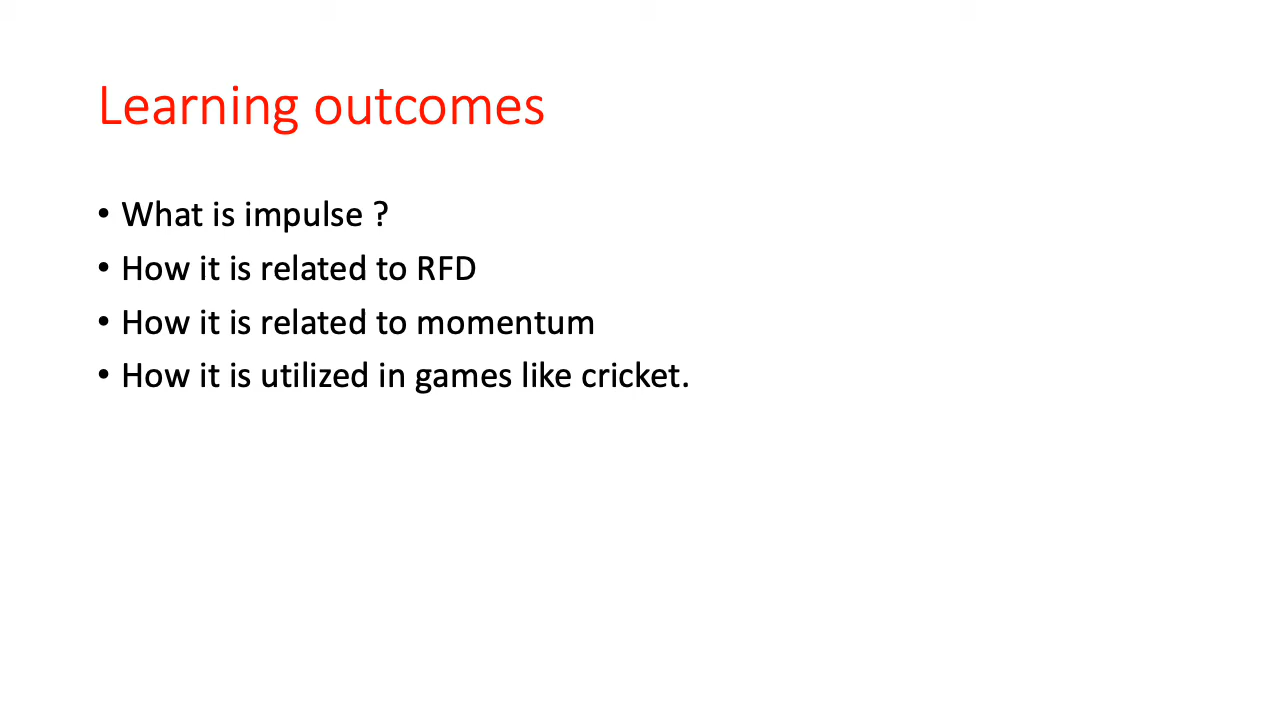 Learning outcomes
• What is impulse ?
• How it is related to RFD
• How it is related to momentum
• How it is utilized in games like cricket.